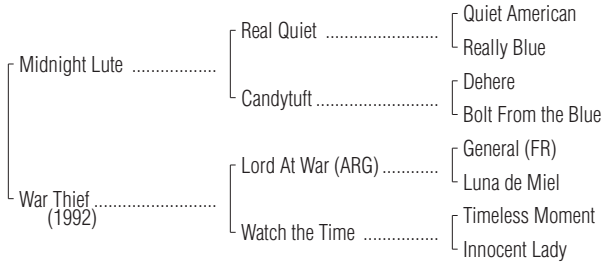 Quiet American
Real Quiet ........................
Really Blue
Midnight Lute ..................
Dehere
Candytuft..........................
Bolt From the Blue
General (FR)
Lord At War (ARG) ............
Luna de Miel
War Thief..........................
(1992)
Timeless Moment
Watch the Time ................
Innocent Lady